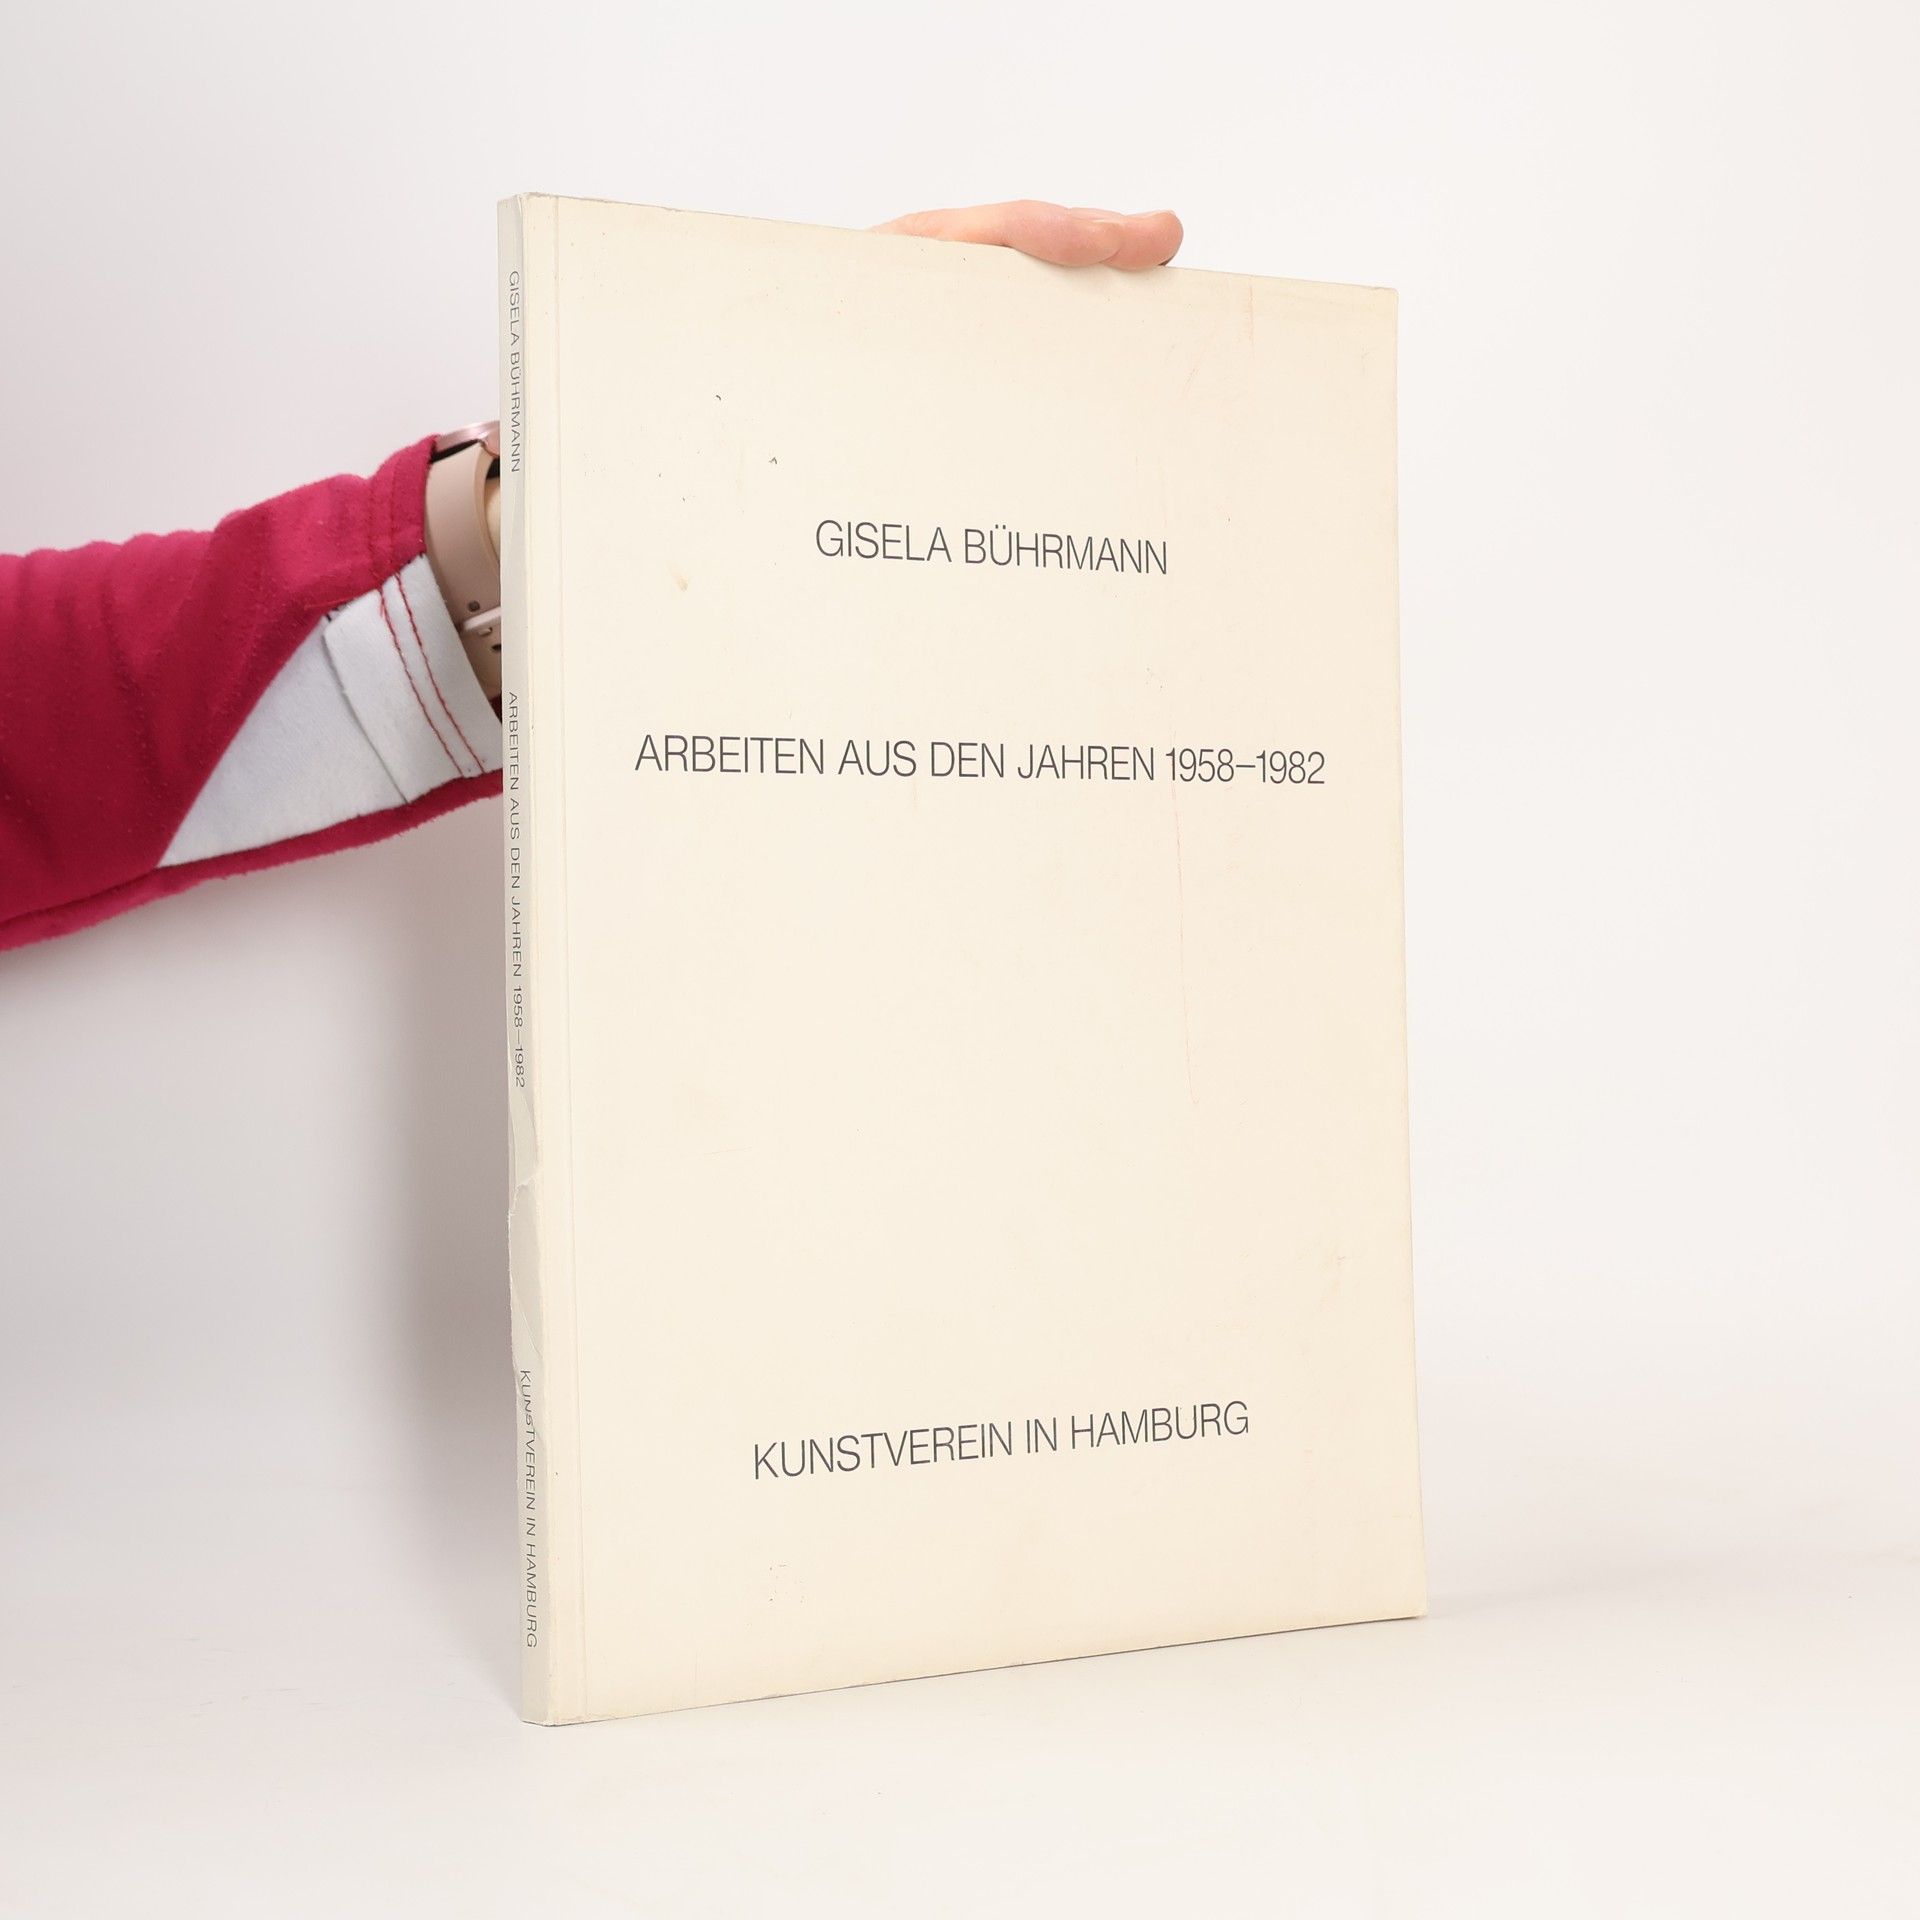 GISELA BÜHRMANN
ARBEITEN AUS DEN JAHREN 1958–1982
KUNSTVEREIN IN HAMBURG
GISELA BÜHRMANN
ARBEITEN AUS DEN JAHREN 1958–1982
KUNSTVEREIN IN HAMBURG